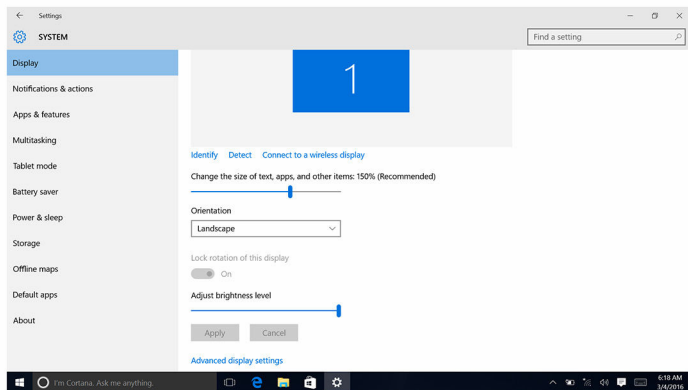 Settings
SYSTEM
Find a setting
Display
Notifications & actions
Apps & features
Multitasking
Tablet mode
Battery saver
Power & sleep
Storage
Offline maps
Default apps
About
1
Identify Detect Connect to a wireless display
Change the size of text, apps, and other items: 150% (Recommended)
Orientation
Landscape
Lock rotation of this display
On
Adjust brightness level
Apply Cancel
Advanced display settings
I'm Cortana. Ask me anything.
6:18 AM
3/4/2016